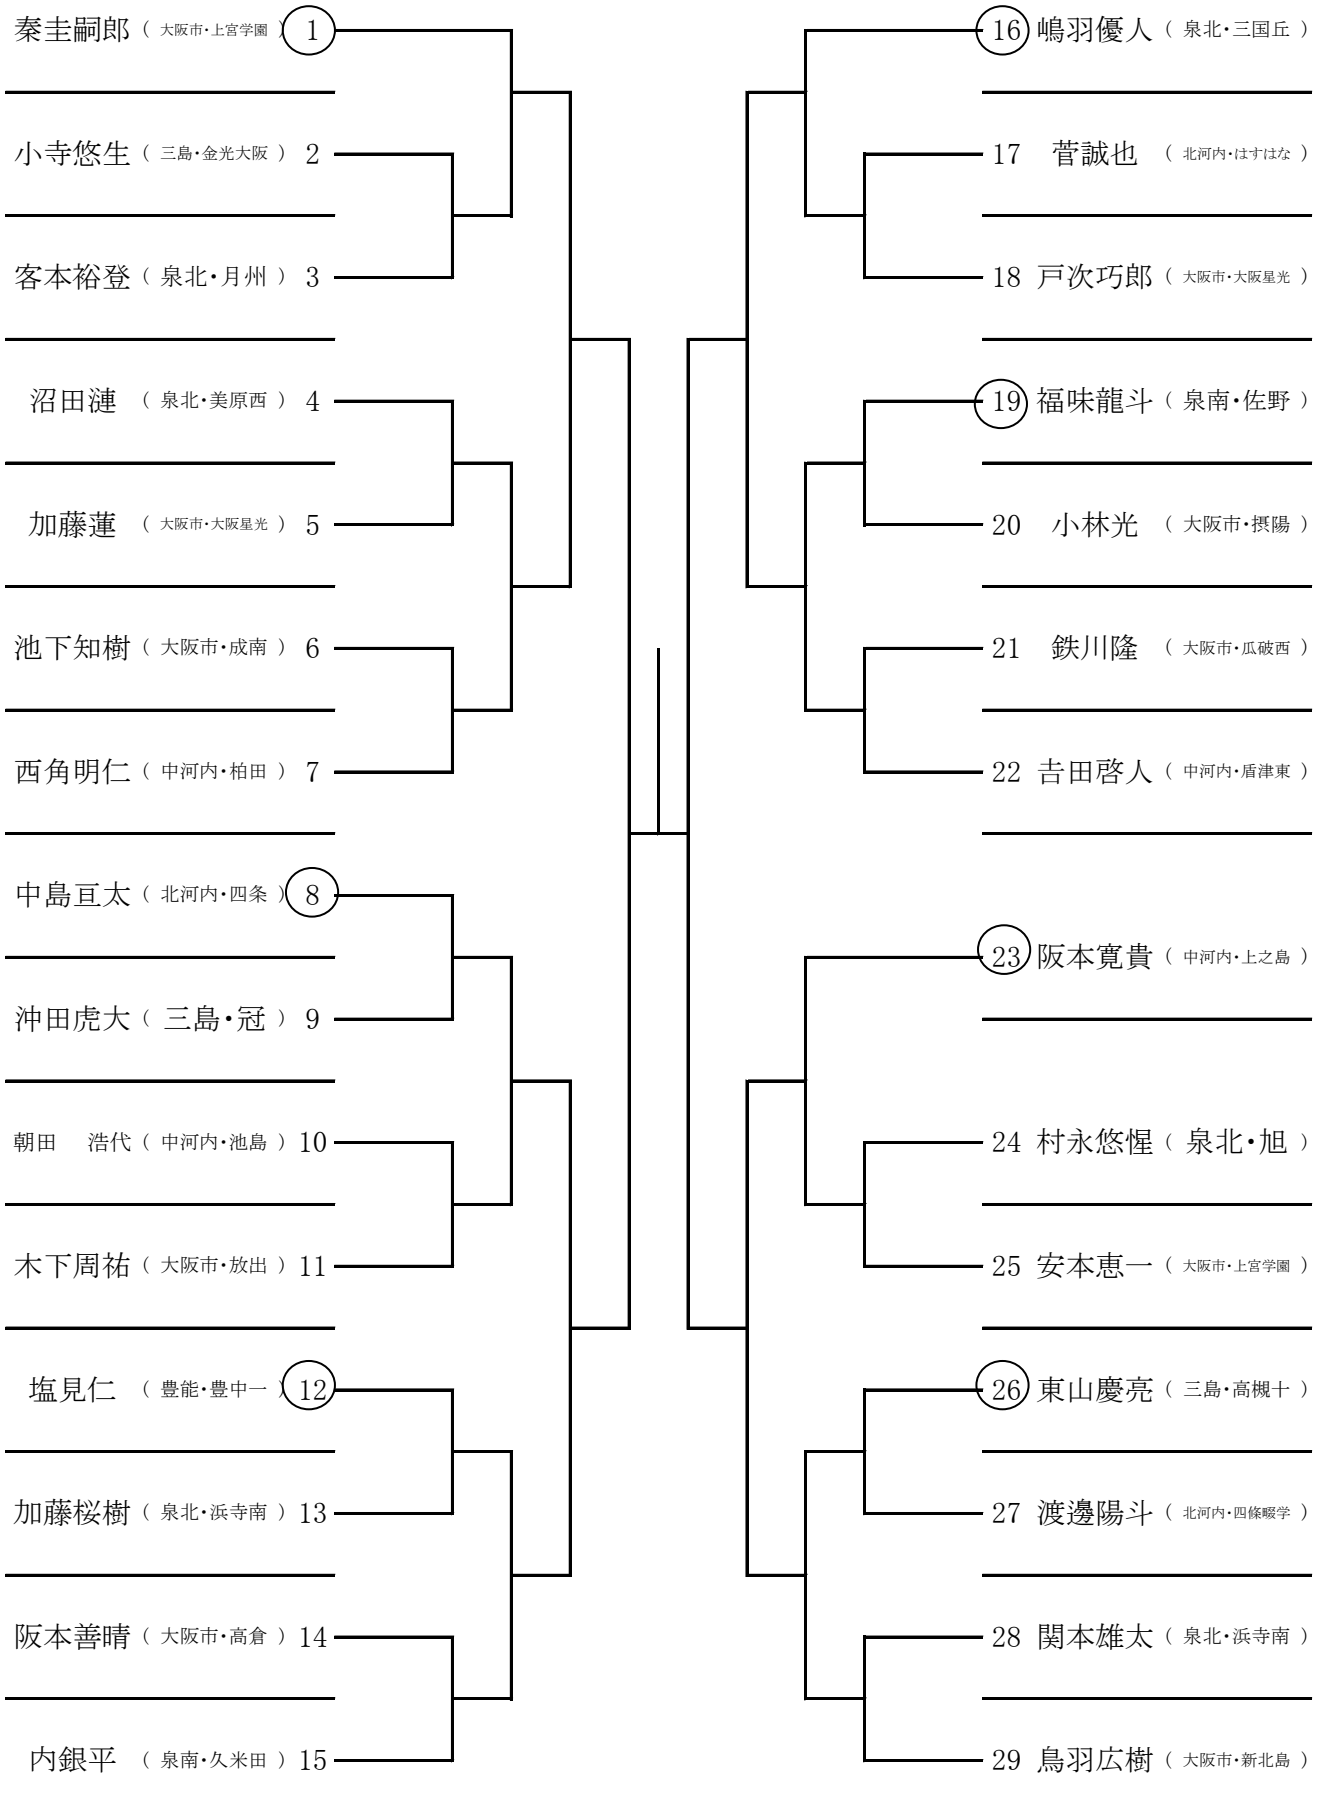 秦圭嗣郎 ( 大阪市・上宮学園 ) 1
小寺悠生 ( 三島・金光大阪 ) 2
客本裕登 ( 泉北・月州 ) 3
沼田漣 ( 泉北・美原西 ) 4
加藤蓮 ( 大阪市・大阪星光 ) 5
池下知樹 ( 大阪市・成南 ) 6
西角明仁 ( 中河内・柏田 ) 7
中島亘太 ( 北河内・四条 ) 8
沖田虎大 ( 三島・冠 ) 9
朝田 浩代 ( 中河内・池島 ) 10
木下周祐 ( 大阪市・放出 ) 11
塩見仁 ( 豊能・豊中一 ) 12
加藤桜樹 ( 泉北・浜寺南 ) 13
阪本善晴 ( 大阪市・高倉 ) 14
内銀平 ( 泉南・久米田 ) 15
16 嶋羽優人 ( 泉北・三国丘 )
17 菅誠也 ( 北河内・はすはな )
18 戸次巧郎 ( 大阪市・大阪星光 )
19 福味龍斗 ( 泉南・佐野 )
20 小林光 ( 大阪市・摂陽 )
21 鉄川隆 ( 大阪市・瓜破西 )
22 𠮷田啓人 ( 中河内・盾津東 )
23 阪本寛貴 ( 中河内・上之島 )
24 村永悠惺 ( 泉北・旭 )
25 安本恵一 ( 大阪市・上宮学園 )
26 東山慶亮 ( 三島・高槻十 )
27 渡邊陽斗 ( 北河内・四條畷学 )
28 関本雄太 ( 泉北・浜寺南 )
29 鳥羽広樹 ( 大阪市・新北島 )